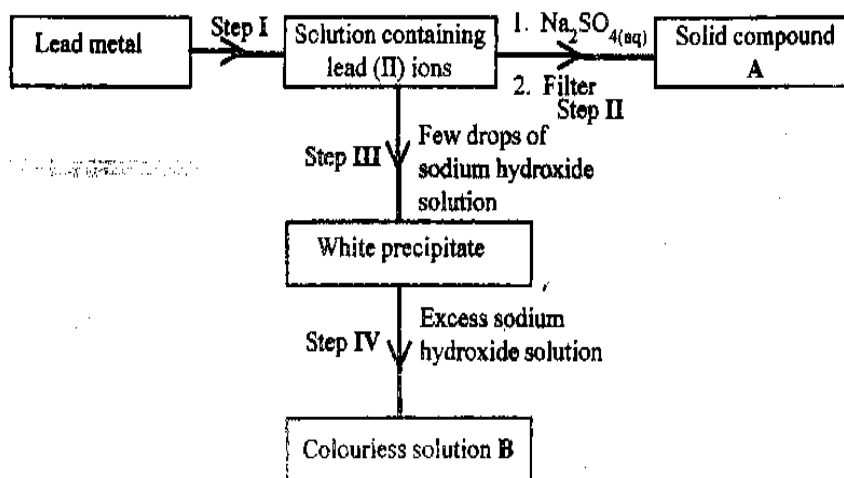 Lead metal
Step I
Solution containing
lead (II) ions
1. Na₂SO₄(aq)
2. Filter
Step II
Solid compound
A
Step III
Few drops of
sodium hydroxide
solution
White precipitate
Step IV
Excess sodium
hydroxide solution
Colouriess solution B